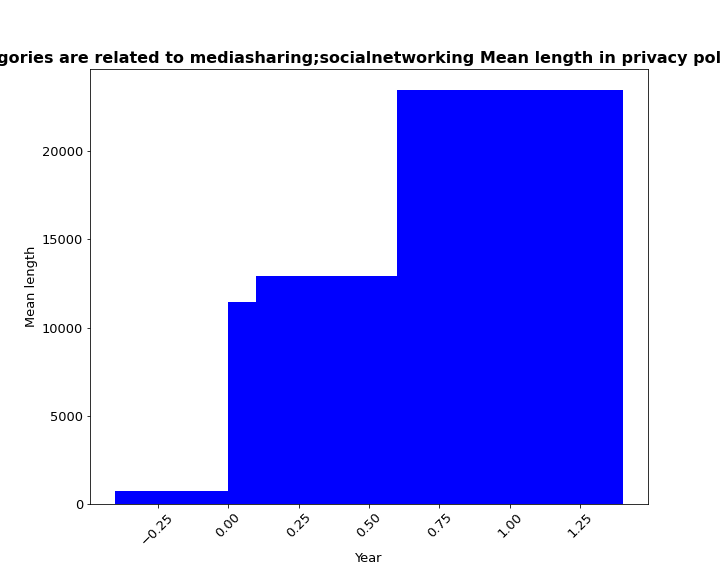 gories are related to mediasharing;socialnetworking Mean length in privacy pol
20000
15000
10000
5000
0
Mean length
−0.25 0.00 0.25 0.50 0.75 1.00 1.25
Year